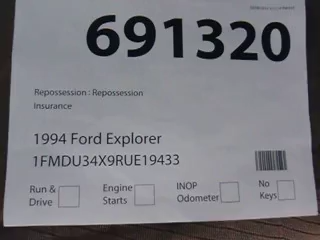 691320
Repossession : Repossession
Insurance
1994 Ford Explorer
1FMDU34X9RUE19433
Run & Drive
Engine Starts
INOP Odometer
No Keys